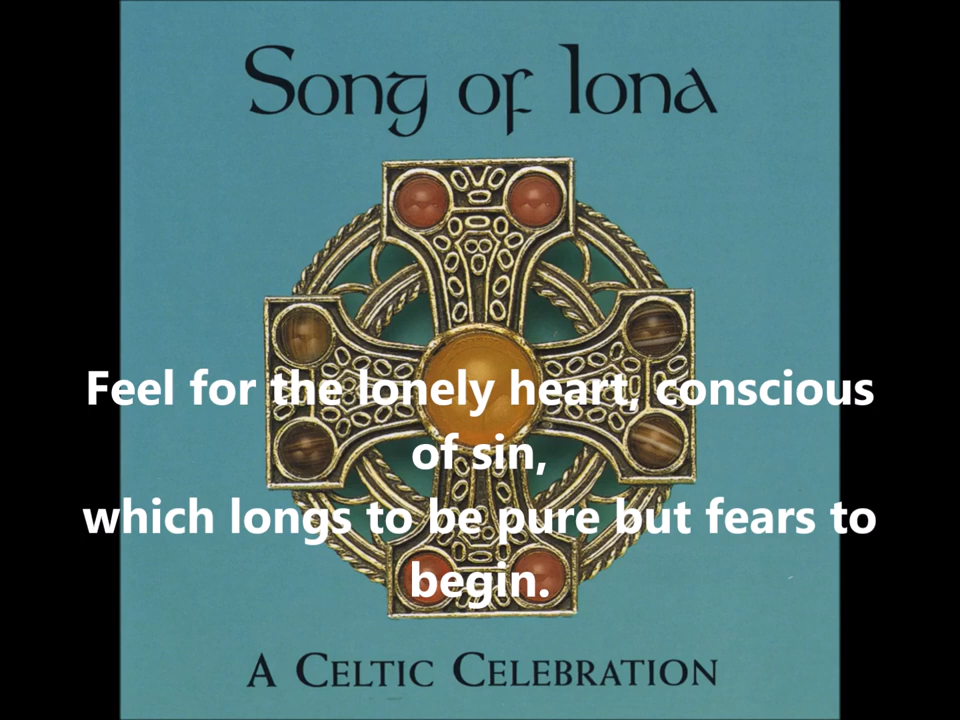 Song of Iona
Feel for the lonely heart, conscious
of sin,
which longs to be pure but fears to
begin.
A Celtic Celebration